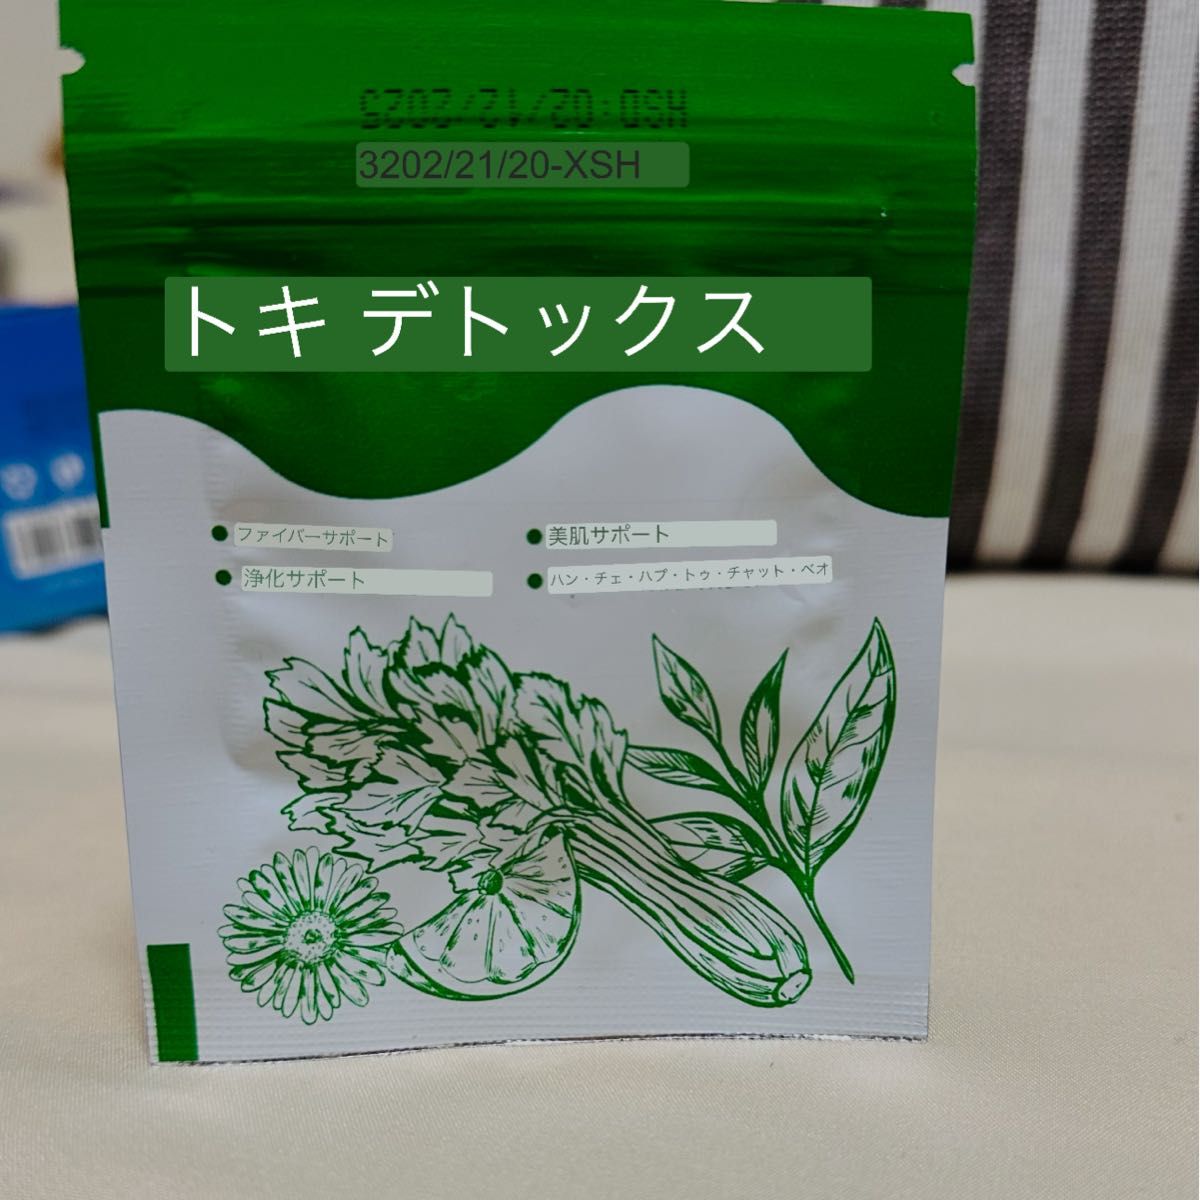 HSD:02/12/2025
3202/21/20-XSH
トキ デトックス
ファイバーサポート
美肌サポート
浄化サポート
ハン・チェ・ハプ・トゥ・チャット・ベオ